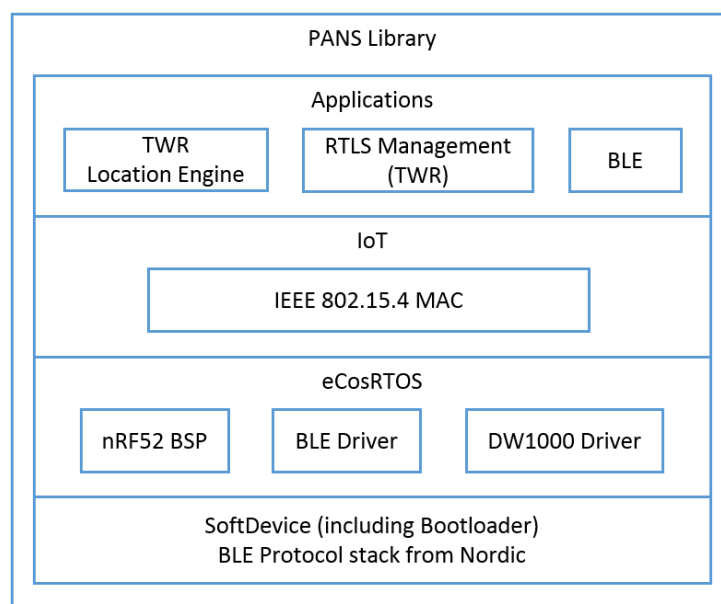 PANS Library
Applications
TWR
Location Engine
RTLS Management
(TWR)
BLE
IoT
IEEE 802.15.4 MAC
eCosRTOS
nRF52 BSP
BLE Driver
DW1000 Driver
SoftDevice (including Bootloader)
BLE Protocol stack from Nordic